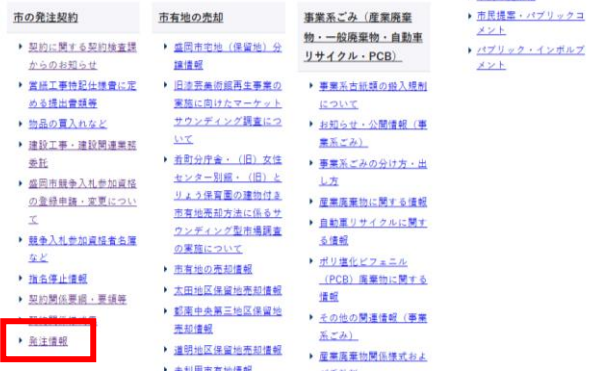 市の発注契約
契約に関する契約検査課
からのお知らせ
営繕工事特記仕様書に定
める提出書類等
物品の買入れなど
建設工事・建設関連業務
委託
盛岡市競争入札参加資格
の登録申請・変更につい
て
競争入札参加資格者名簿
など
指名停止情報
契約関係要綱・要領等
発注情報
市有地の売却
盛岡市宅地（保留地）分
譲情報
旧渋民美術館再生事業の
実施に向けたマーケット
サウンディング調査につ
いて
肴町分庁舎・（旧）女性
センター別館・（旧）と
りょう保育園の建物付き
市有地売却方法に係るサ
ウンディング型市場調査
の実施について
市有地の売却情報
太田地区保留地売却情報
都南中央第三地区保留地
売却情報
道明地区保留地売却情報
未利用市有地情報
事業系ごみ（産業廃棄
物・一般廃棄物・自動車
リサイクル・PCB）
事業系古紙類の搬入規制
について
お知らせ・公開情報（事
業系ごみ）
事業系ごみの分け方・出
し方
産業廃棄物に関する情報
自動車リサイクルに関す
る情報
ポリ塩化ビフェニル
（PCB）廃棄物に関する
情報
その他の関連情報（事業
系ごみ）
産業廃棄物関係様式およ
市民提案・パブリックコ
メント
パブリック・インボルブ
メント